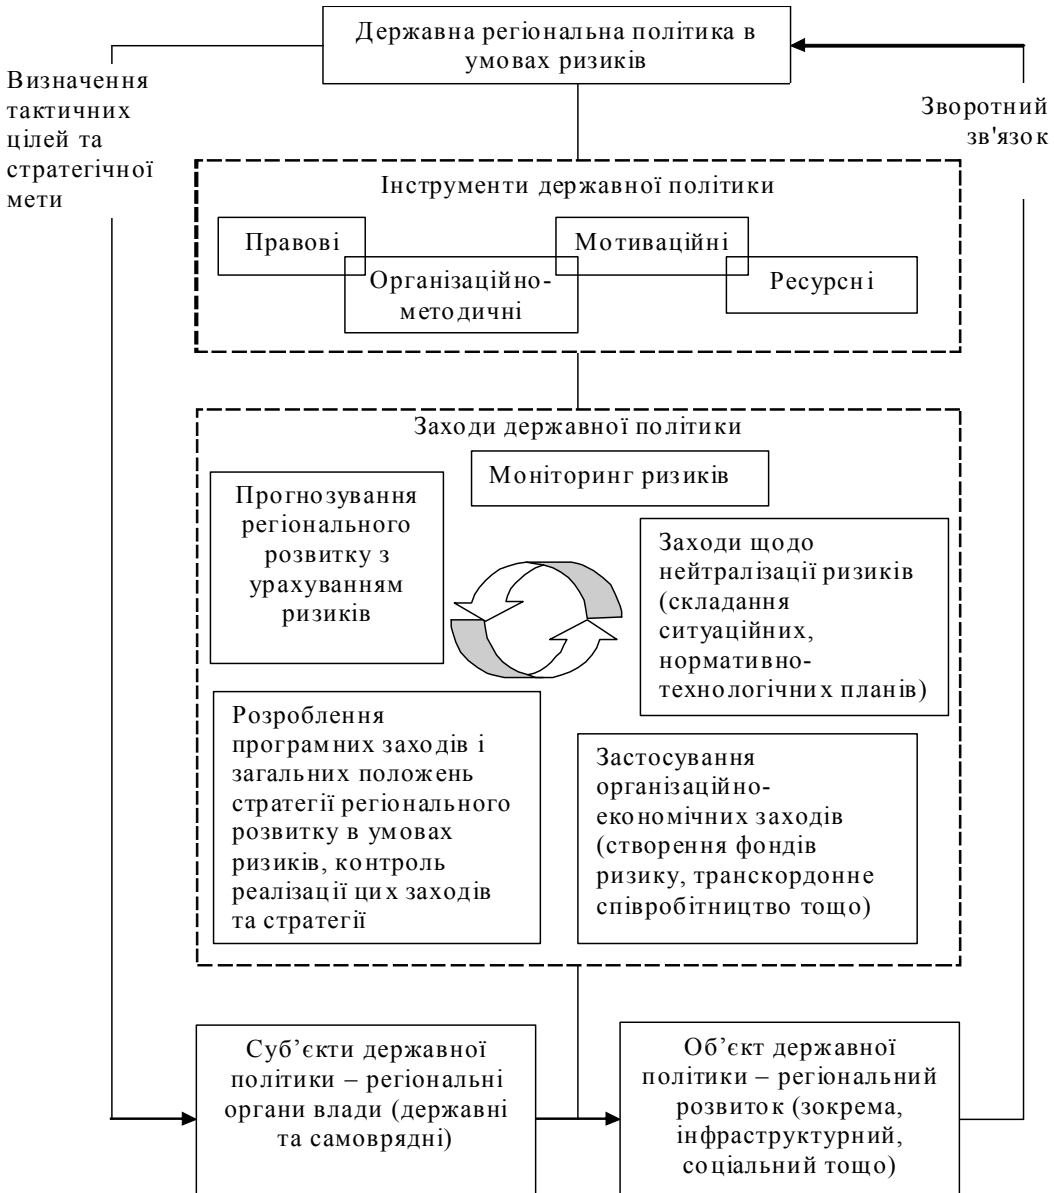 Державна регіональна політика в
умовах ризиків
Визначення
тактичних
цілей та
стратегічної
мети
Зворотний
зв'язок
Інструменти державної політики
Правові
Організаційно-
методичні
Мотиваційні
Ресурсні
Заходи державної політики
Моніторинг ризиків
Прогнозування
регіонального
розвитку з
урахуванням
ризиків
Заходи щодо
нейтралізації ризиків
(складання
ситуаційних,
нормативно-
технологічних планів)
Розроблення
програмних заходів і
загальних положень
стратегії регіонального
розвитку в умовах
ризиків, контроль
реалізації цих заходів
та стратегії
Застосування
організаційно-
економічних заходів
(створення фондів
ризику, транскордонне
співробітництво тощо)
Суб’єкти державної
політики – регіональні
органи влади (державні
та самоврядні)
Об’єкт державної
політики – регіональний
розвиток (зокрема,
інфраструктурний,
соціальний тощо)